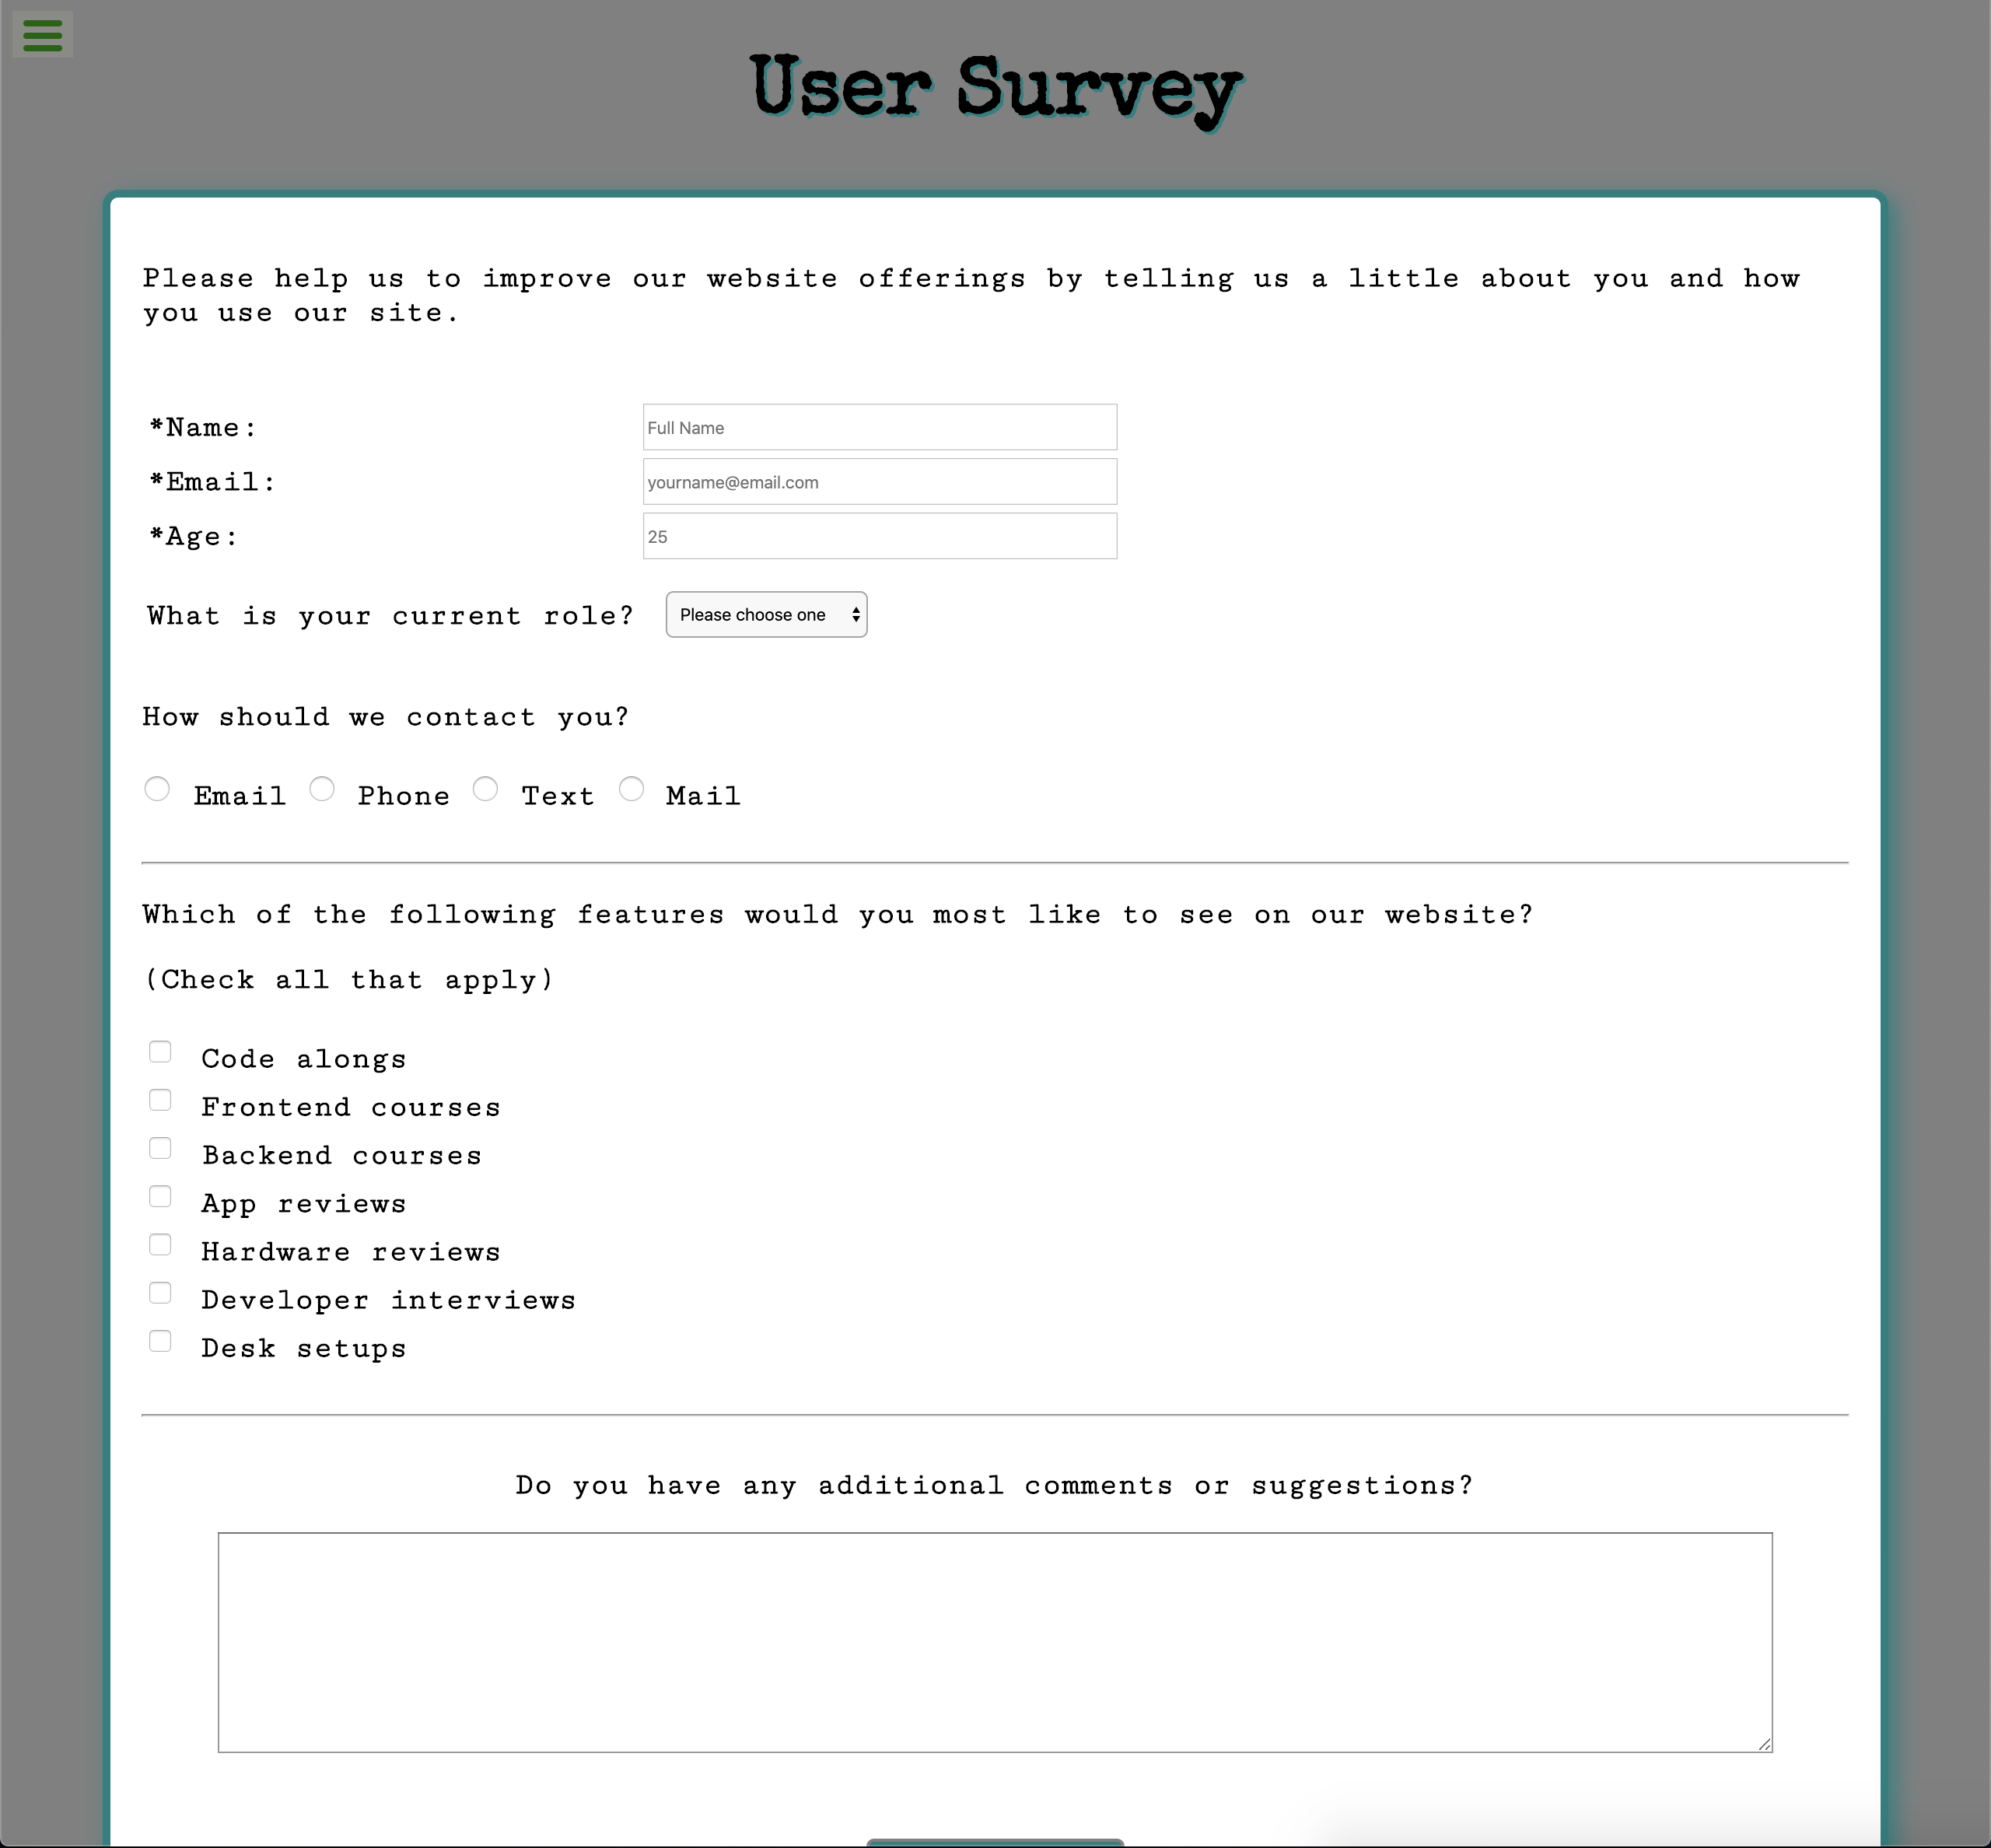 User Survey
Please help us to improve our website offerings by telling us a little about you and how
you use our site.
*Name:
Full Name
*Email:
yourname@email.com
*Age:
25
What is your current role?
Please choose one
How should we contact you?
Email Phone Text Mail
Which of the following features would you most like to see on our website?
(Check all that apply)
Code alongs
Frontend courses
Backend courses
App reviews
Hardware reviews
Developer interviews
Desk setups
Do you have any additional comments or suggestions?